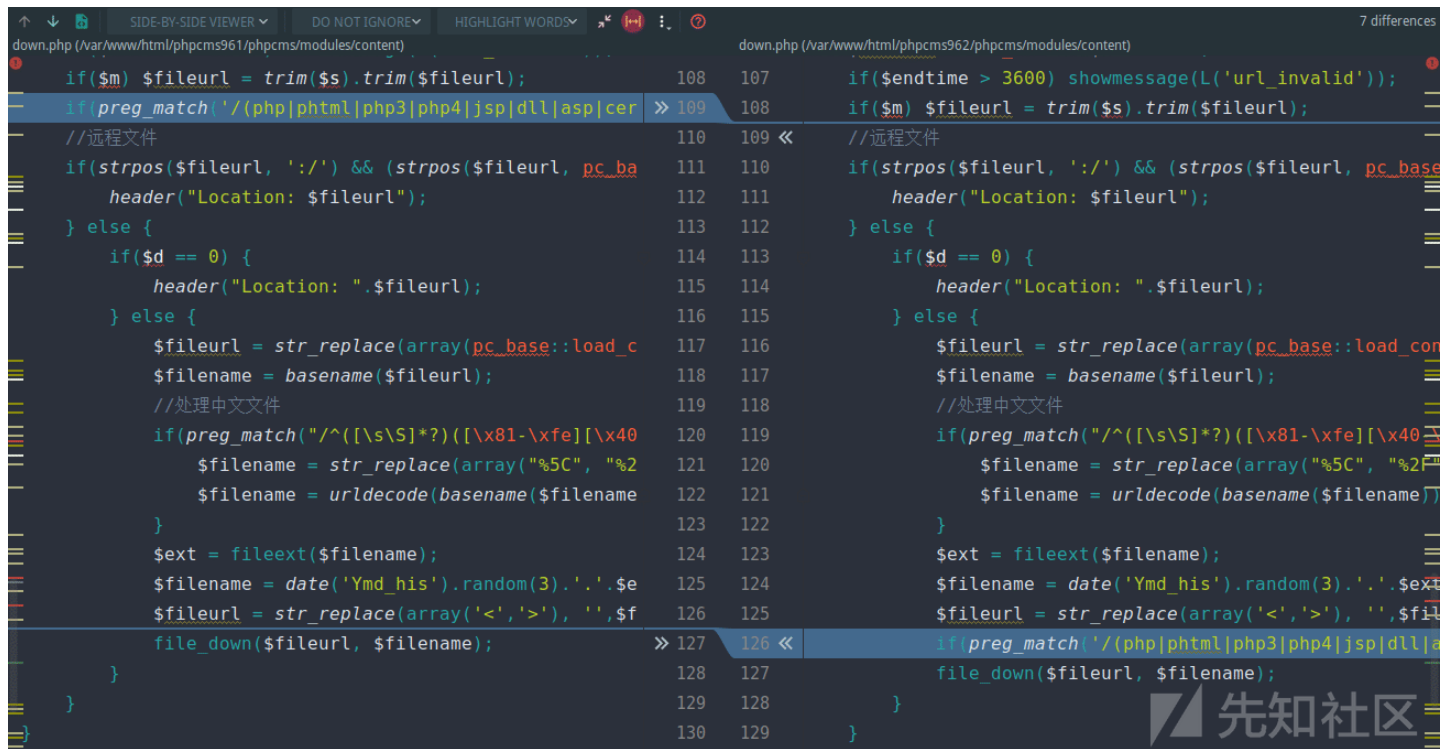 SIDE-BY-SIDE VIEWER DO NOT IGNORE HIGHLIGHT WORDS 7 differences
down.php (/var/www/html/phpcms961/phpcms/modules/content)
if($m) $fileurl = trim($s).trim($fileurl); 108
if(preg_match('/(php|phtml|php3|php4|jsp|dll|asp|cer » 109
//远程文件 110
if(strpos($fileurl, ':/') && (strpos($fileurl, pc_ba 111
header("Location: $fileurl"); 112
} else { 113
if($d == 0) { 114
header("Location: ".$fileurl); 115
} else { 116
$fileurl = str_replace(array(pc_base::load_c 117
$filename = basename($fileurl); 118
//处理中文文件 119
if(preg_match("/^([\s\S]*?)([\x81-\xfe][\x40 120
$filename = str_replace(array("%5C", "%2 121
$filename = urldecode(basename($filename 122
} 123
$ext = fileext($filename); 124
$filename = date('Ymd_his').random(3).'.'.$e 125
$fileurl = str_replace(array('<','>'), '',$f 126
file_down($fileurl, $filename); » 127
} 128
} 129
} 130
down.php (/var/www/html/phpcms962/phpcms/modules/content)
107 if($endtime > 3600) showmessage(L('url_invalid'));
108 if($m) $fileurl = trim($s).trim($fileurl);
109 « //远程文件
110 if(strpos($fileurl, ':/') && (strpos($fileurl, pc_base
111 header("Location: $fileurl");
112 } else {
113 if($d == 0) {
114 header("Location: ".$fileurl);
115 } else {
116 $fileurl = str_replace(array(pc_base::load_con
117 $filename = basename($fileurl);
118 //处理中文文件
119 if(preg_match("/^([\s\S]*?)([\x81-\xfe][\x40-\
120 $filename = str_replace(array("%5C", "%2F"
121 $filename = urldecode(basename($filename))
122 }
123 $ext = fileext($filename);
124 $filename = date('Ymd_his').random(3).'.'.$ext
125 $fileurl = str_replace(array('<','>'), '',$fil
126 « if(preg_match('/(php|phtml|php3|php4|jsp|dll|a
127 file_down($fileurl, $filename);
128 }
129 }
先知社区